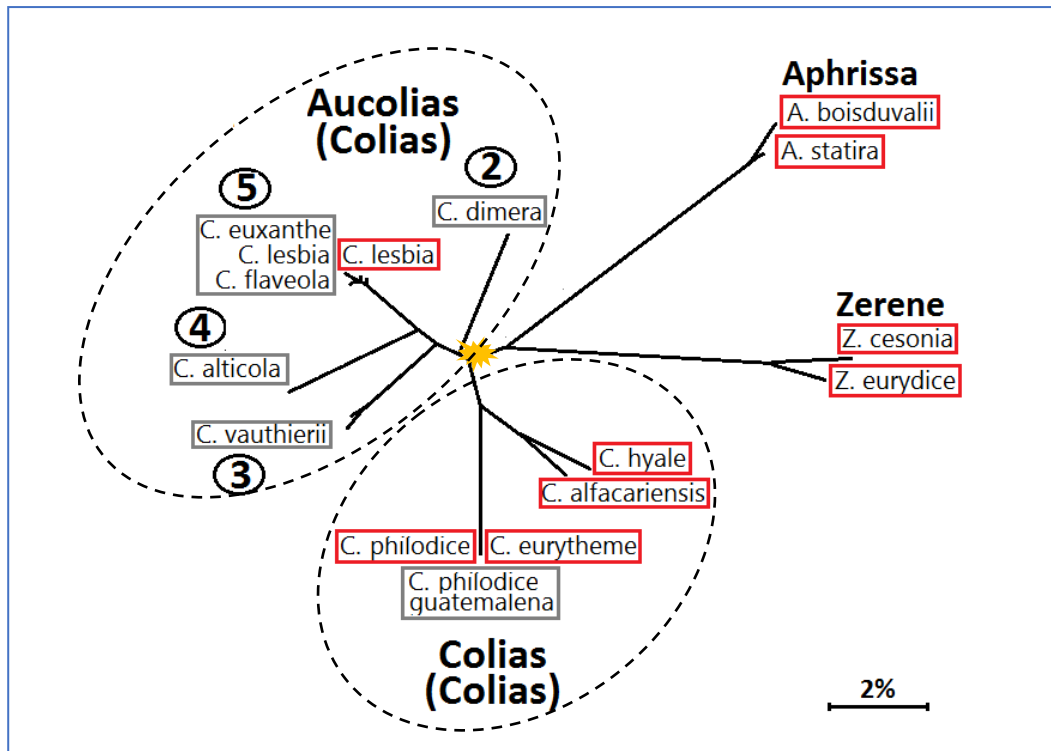 Aphrissa
A. boisduvalii
A. statira
Aucolias
(Colias)
2
C. dimera
5
C. euxanthe
C. lesbia
C. flaveola
C. lesbia
4
C. alticola
C. vauthierii
3
Zerene
Z. cesonia
Z. eurydice
C. hyale
C. alfacariensis
C. philodice
C. eurytheme
C. philodice
guatemalena
Colias
(Colias)
2%